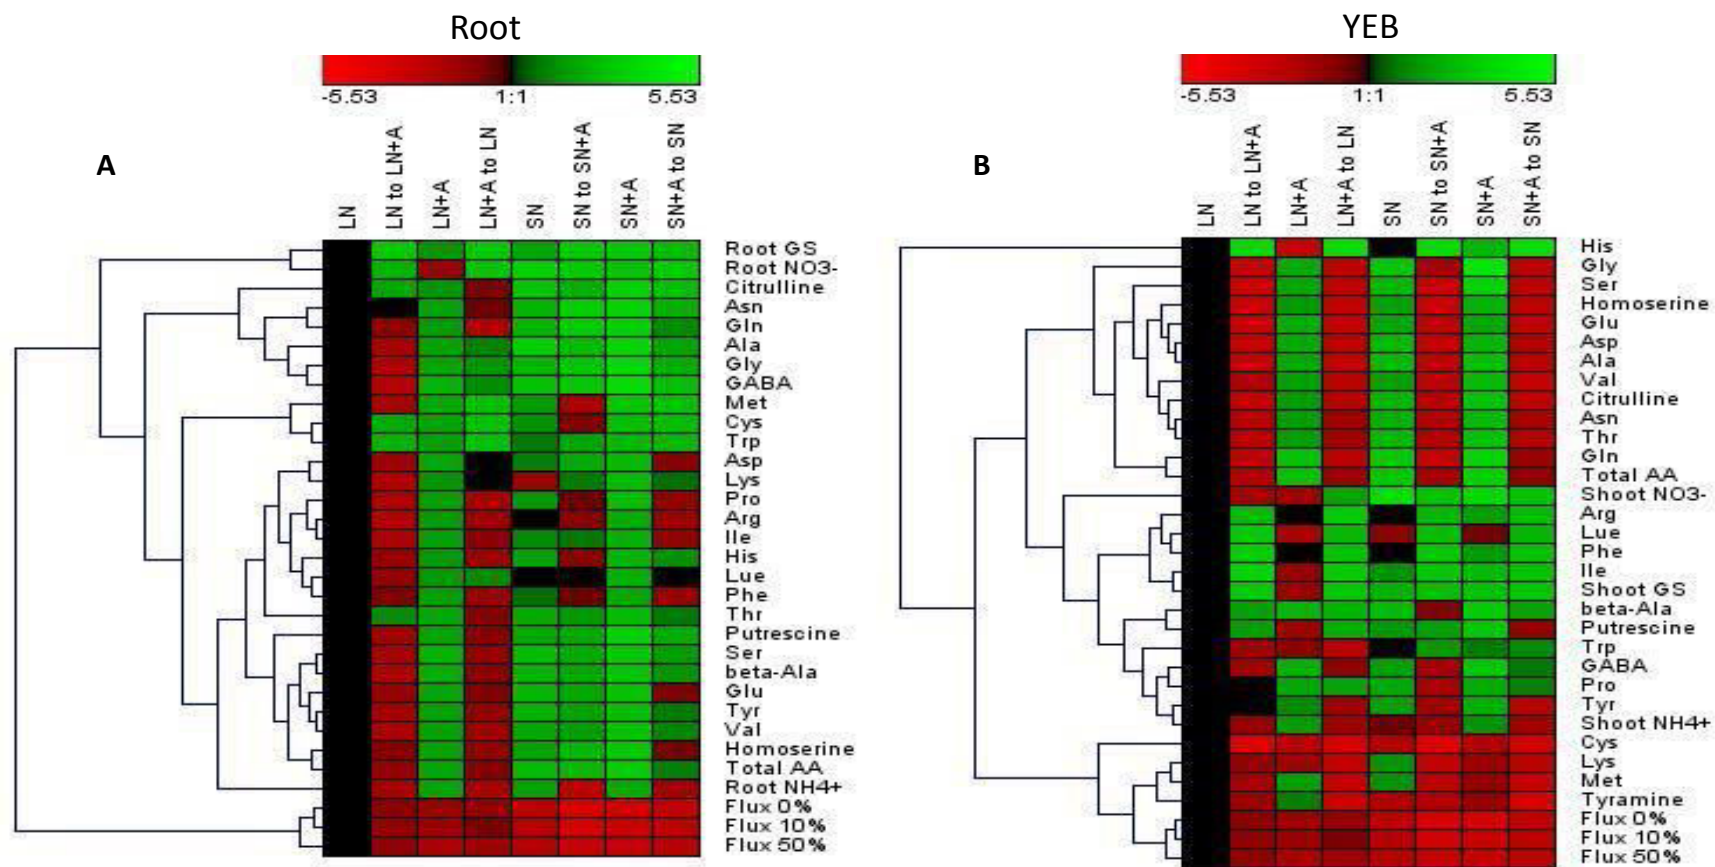 Root
-5.53 1:1 5.53
A
LN
LN to LN+A
LN+A
LN+A to LN
SN
SN to SN+A
SN+A
SN+A to SN
Root GS
Root NO3-
Citrulline
Asn
Gln
Ala
Gly
GABA
Met
Cys
Trp
Asp
Lys
Pro
Arg
Ile
His
Lue
Phe
Thr
Putrescine
Ser
beta-Ala
Glu
Tyr
Val
Homoserine
Total AA
Root NH4+
Flux 0%
Flux 10%
Flux 50%
YEB
-5.53 1:1 5.53
B
LN
LN to LN+A
LN+A
LN+A to LN
SN
SN to SN+A
SN+A
SN+A to SN
His
Gly
Ser
Homoserine
Glu
Asp
Ala
Val
Citrulline
Asn
Thr
Gln
Total AA
Shoot NO3-
Arg
Lue
Phe
Ile
Shoot GS
beta-Ala
Putrescine
Trp
GABA
Pro
Tyr
Shoot NH4+
Cys
Lys
Met
Tyramine
Flux 0%
Flux 10%
Flux 50%